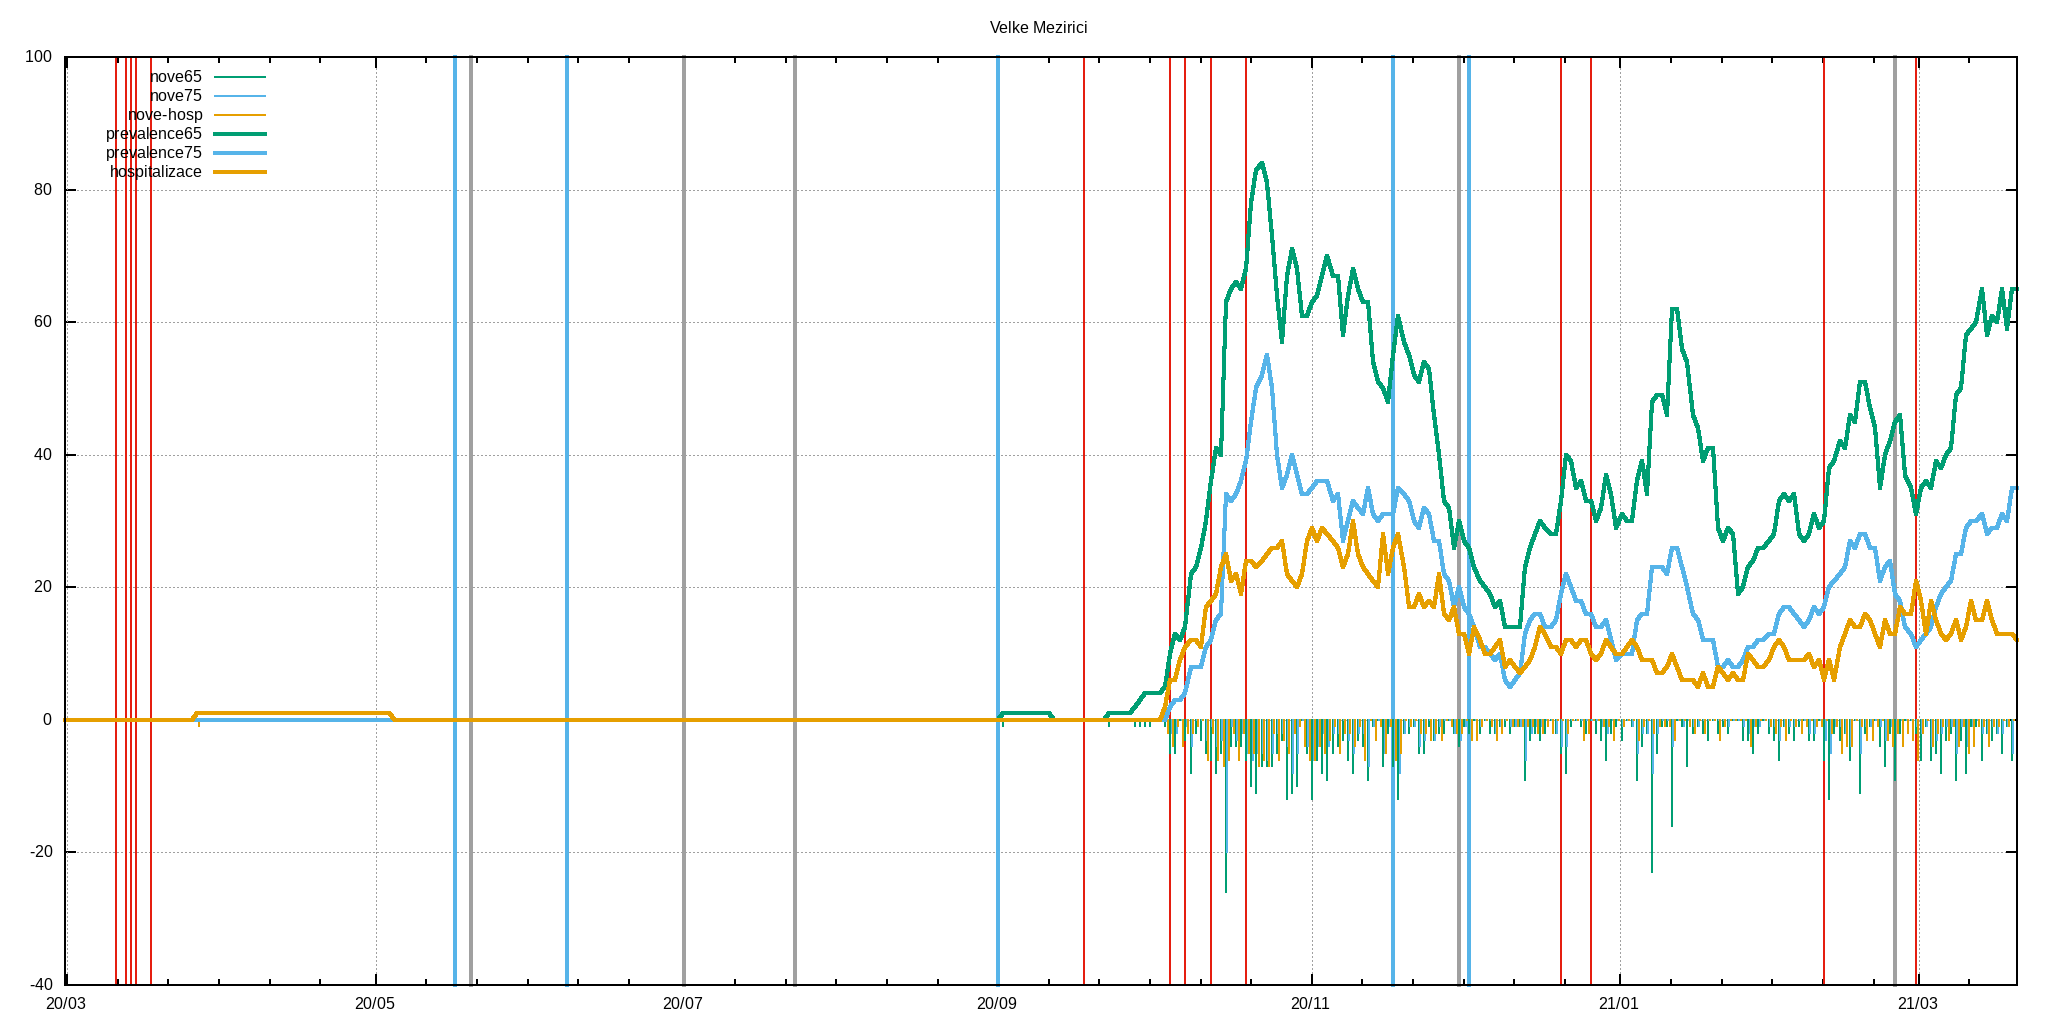 Velke Mezirici
100
80
60
40
20
0
-20
-40
nove65
nove75
nove-hosp
prevalence65
prevalence75
hospitalizace
20/03 20/05 20/07 20/09 20/11 21/01 21/03